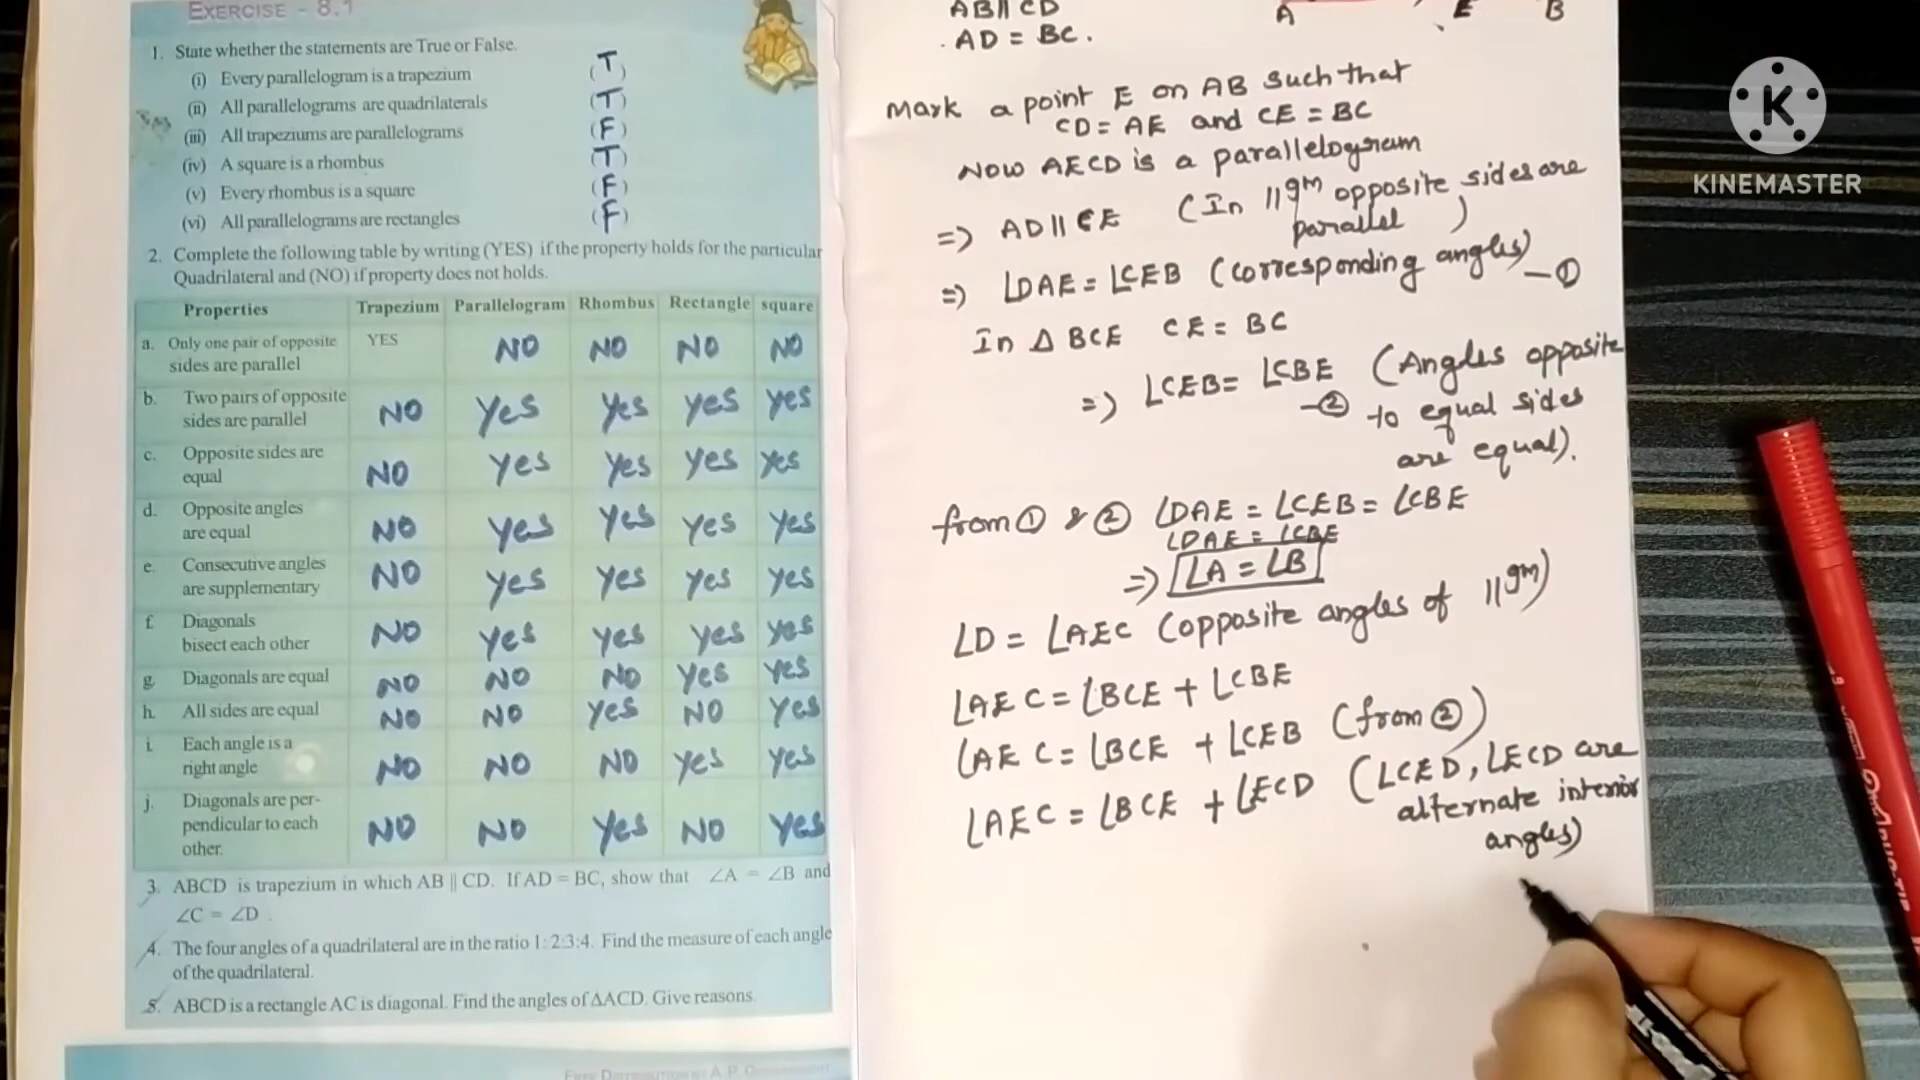 EXERCISE - 8.1
1. State whether the statements are True or False.
(i) Every parallelogram is a trapezium (T)
(ii) All parallelograms are quadrilaterals (T)
(iii) All trapeziums are parallelograms (F)
(iv) A square is a rhombus (T)
(v) Every rhombus is a square (F)
(vi) All parallelograms are rectangles (F)
2. Complete the following table by writing (YES) if the property holds for the particular
Quadrilateral and (NO) if property does not holds.
Properties Trapezium Parallelogram Rhombus Rectangle square
a. Only one pair of opposite YES NO NO NO NO
sides are parallel
b. Two pairs of opposite NO Yes Yes Yes Yes
sides are parallel
c. Opposite sides are NO Yes Yes Yes Yes
equal
d. Opposite angles NO Yes Yes Yes Yes
are equal
e. Consecutive angles NO Yes Yes Yes Yes
are supplementary
f. Diagonals NO Yes Yes Yes Yes
bisect each other
g. Diagonals are equal NO NO NO Yes Yes
h. All sides are equal NO NO Yes NO Yes
i. Each angle is a NO NO NO Yes Yes
right angle
j. Diagonals are per-
pendicular to each NO NO Yes NO Yes
other.
3. ABCD is trapezium in which AB || CD. If AD = BC, show that ∠A = ∠B and
∠C = ∠D .
4. The four angles of a quadrilateral are in the ratio 1: 2:3:4. Find the measure of each angle
of the quadrilateral.
5. ABCD is a rectangle AC is diagonal. Find the angles of ΔACD. Give reasons.
AB || CD
AD = BC.
A E B
Mark a point E on AB such that
CD = AE and CE = BC
Now AECD is a parallelogram
=> AD || CE (In ||gm opposite sides are
parallel)
=> ∠DAE = ∠CEB (corresponding angles) -①
In Δ BCE CE = BC
=> ∠CEB = ∠CBE (Angles opposite
-② to equal sides
are equal).
from ① & ② ∠DAE = ∠CEB = ∠CBE
∠DAE = ∠CBE
=> ∠A = ∠B
∠D = ∠AEC (opposite angles of ||gm)
∠AEC = ∠BCE + ∠CBE
∠AEC = ∠BCE + ∠CEB (from ②)
∠AEC = ∠BCE + ∠ECD (∠CED, ∠ECD are
alternate interior
angles)
K
KINEMASTER